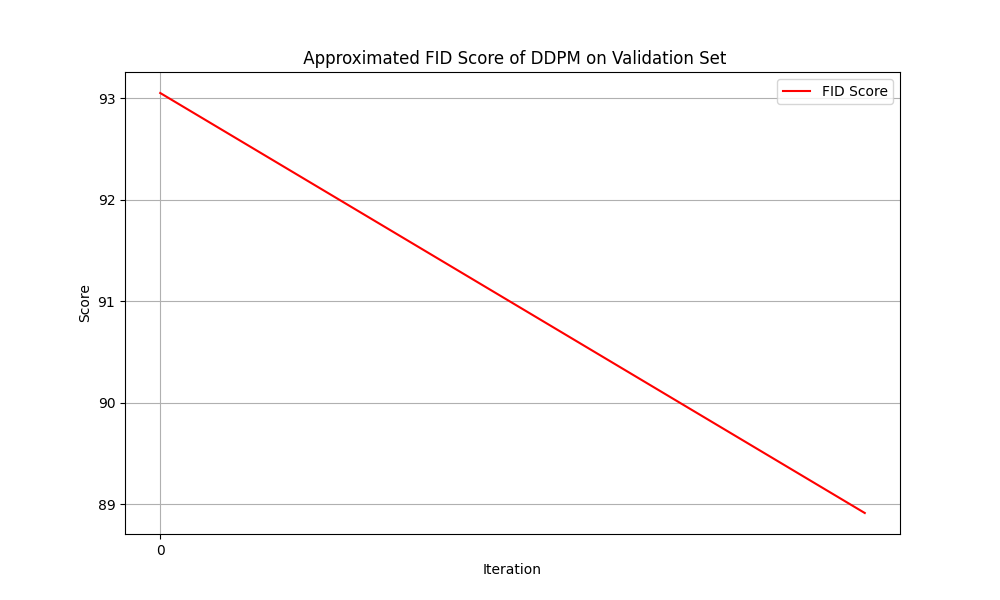 Approximated FID Score of DDPM on Validation Set
FID Score
93
92
91
90
89
Score
0
Iteration